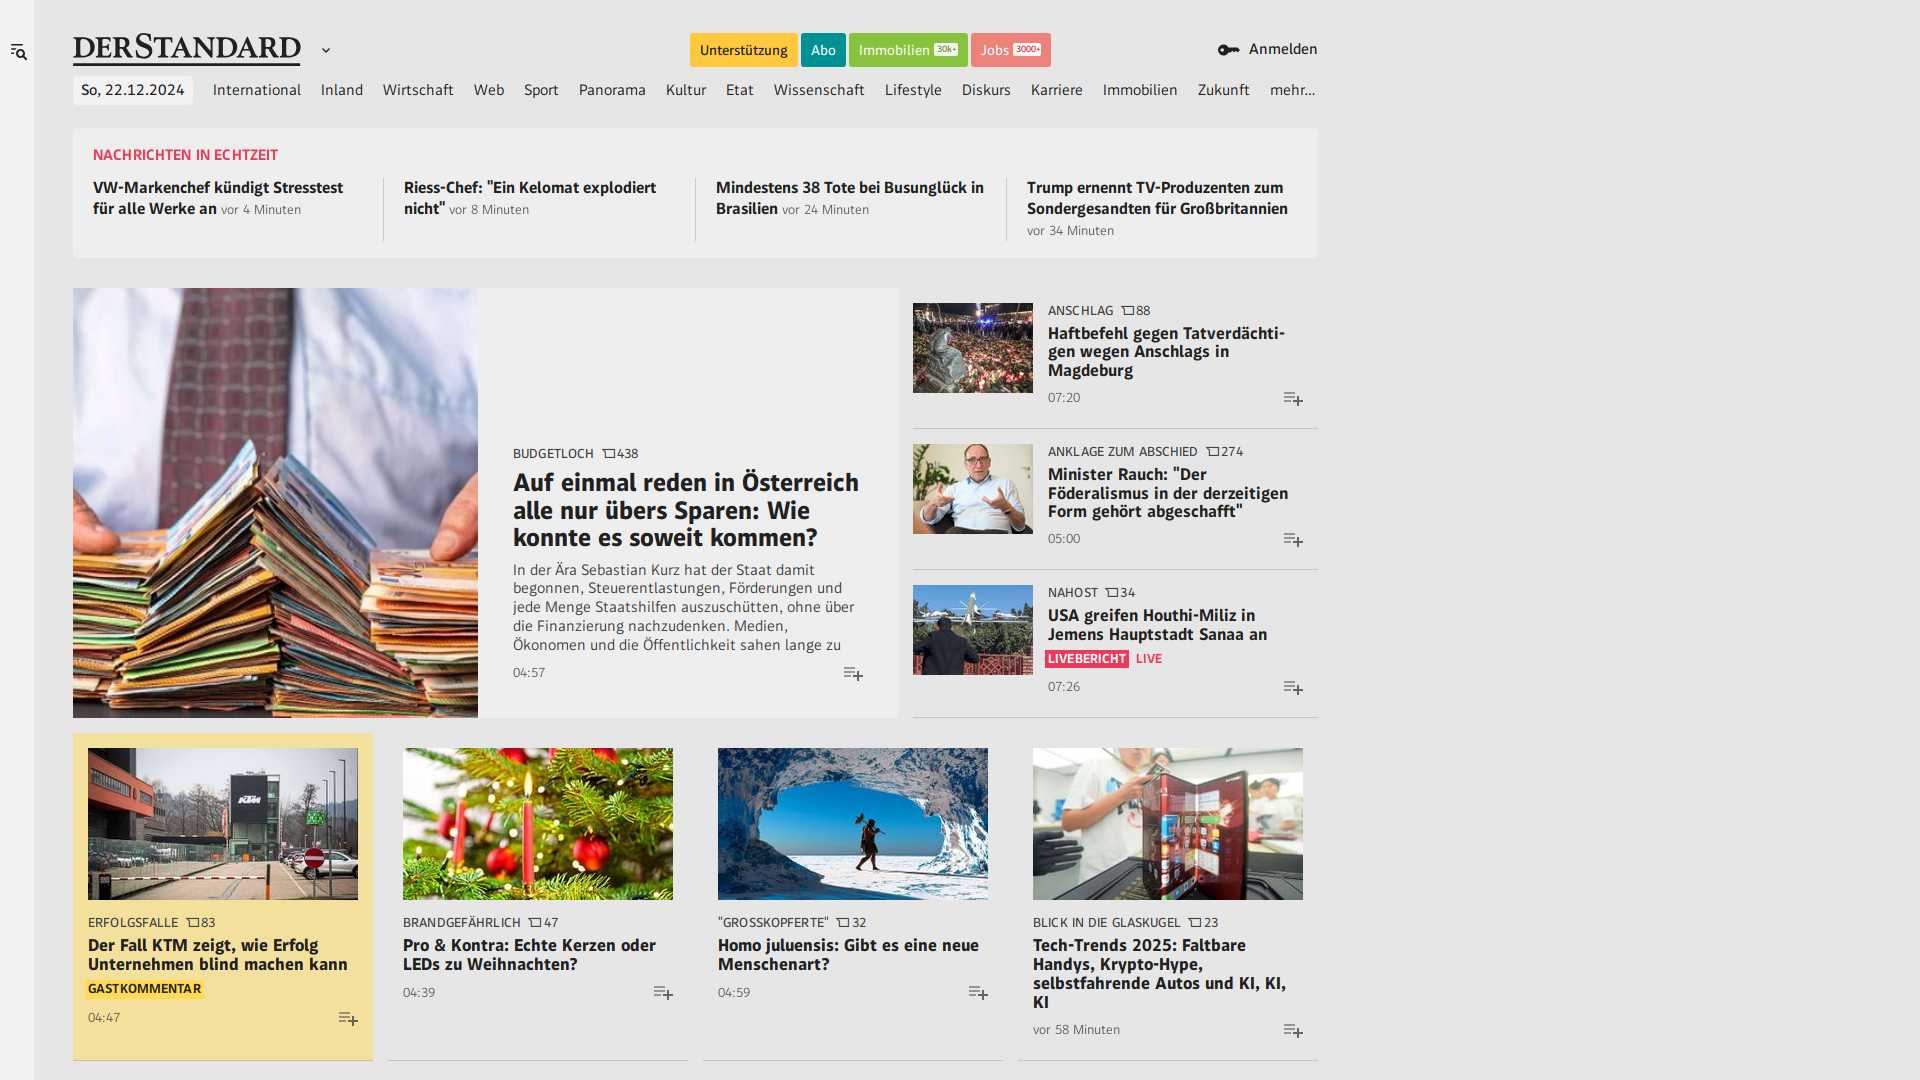 DERSTANDARD
Unterstützung
Abo
Immobilien 30k+
Jobs 3000+
Anmelden
So, 22.12.2024
International
Inland
Wirtschaft
Web
Sport
Panorama
Kultur
Etat
Wissenschaft
Lifestyle
Diskurs
Karriere
Immobilien
Zukunft
mehr...
NACHRICHTEN IN ECHTZEIT
VW-Markenchef kündigt Stresstest
für alle Werke an vor 4 Minuten
Riess-Chef: "Ein Kelomat explodiert
nicht" vor 8 Minuten
Mindestens 38 Tote bei Busunglück in
Brasilien vor 24 Minuten
Trump ernennt TV-Produzenten zum
Sondergesandten für Großbritannien
vor 34 Minuten
BUDGETLOCH 438
Auf einmal reden in Österreich
alle nur übers Sparen: Wie
konnte es soweit kommen?
In der Ära Sebastian Kurz hat der Staat damit
begonnen, Steuerentlastungen, Förderungen und
jede Menge Staatshilfen auszuschütten, ohne über
die Finanzierung nachzudenken. Medien,
Ökonomen und die Öffentlichkeit sahen lange zu
04:57
ANSCHLAG 88
Haftbefehl gegen Tatverdächti-
gen wegen Anschlags in
Magdeburg
07:20
ANKLAGE ZUM ABSCHIED 274
Minister Rauch: "Der
Föderalismus in der derzeitigen
Form gehört abgeschafft"
05:00
NAHOST 34
USA greifen Houthi-Miliz in
Jemens Hauptstadt Sanaa an
LIVEBERICHT LIVE
07:26
KTM
ERFOLGSFALLE 83
Der Fall KTM zeigt, wie Erfolg
Unternehmen blind machen kann
GASTKOMMENTAR
04:47
BRANDGEFÄHRLICH 47
Pro & Kontra: Echte Kerzen oder
LEDs zu Weihnachten?
04:39
"GROSSKOPFERTE" 32
Homo juluensis: Gibt es eine neue
Menschenart?
04:59
BLICK IN DIE GLASKUGEL 23
Tech-Trends 2025: Faltbare
Handys, Krypto-Hype,
selbstfahrende Autos und KI, KI,
KI
vor 58 Minuten